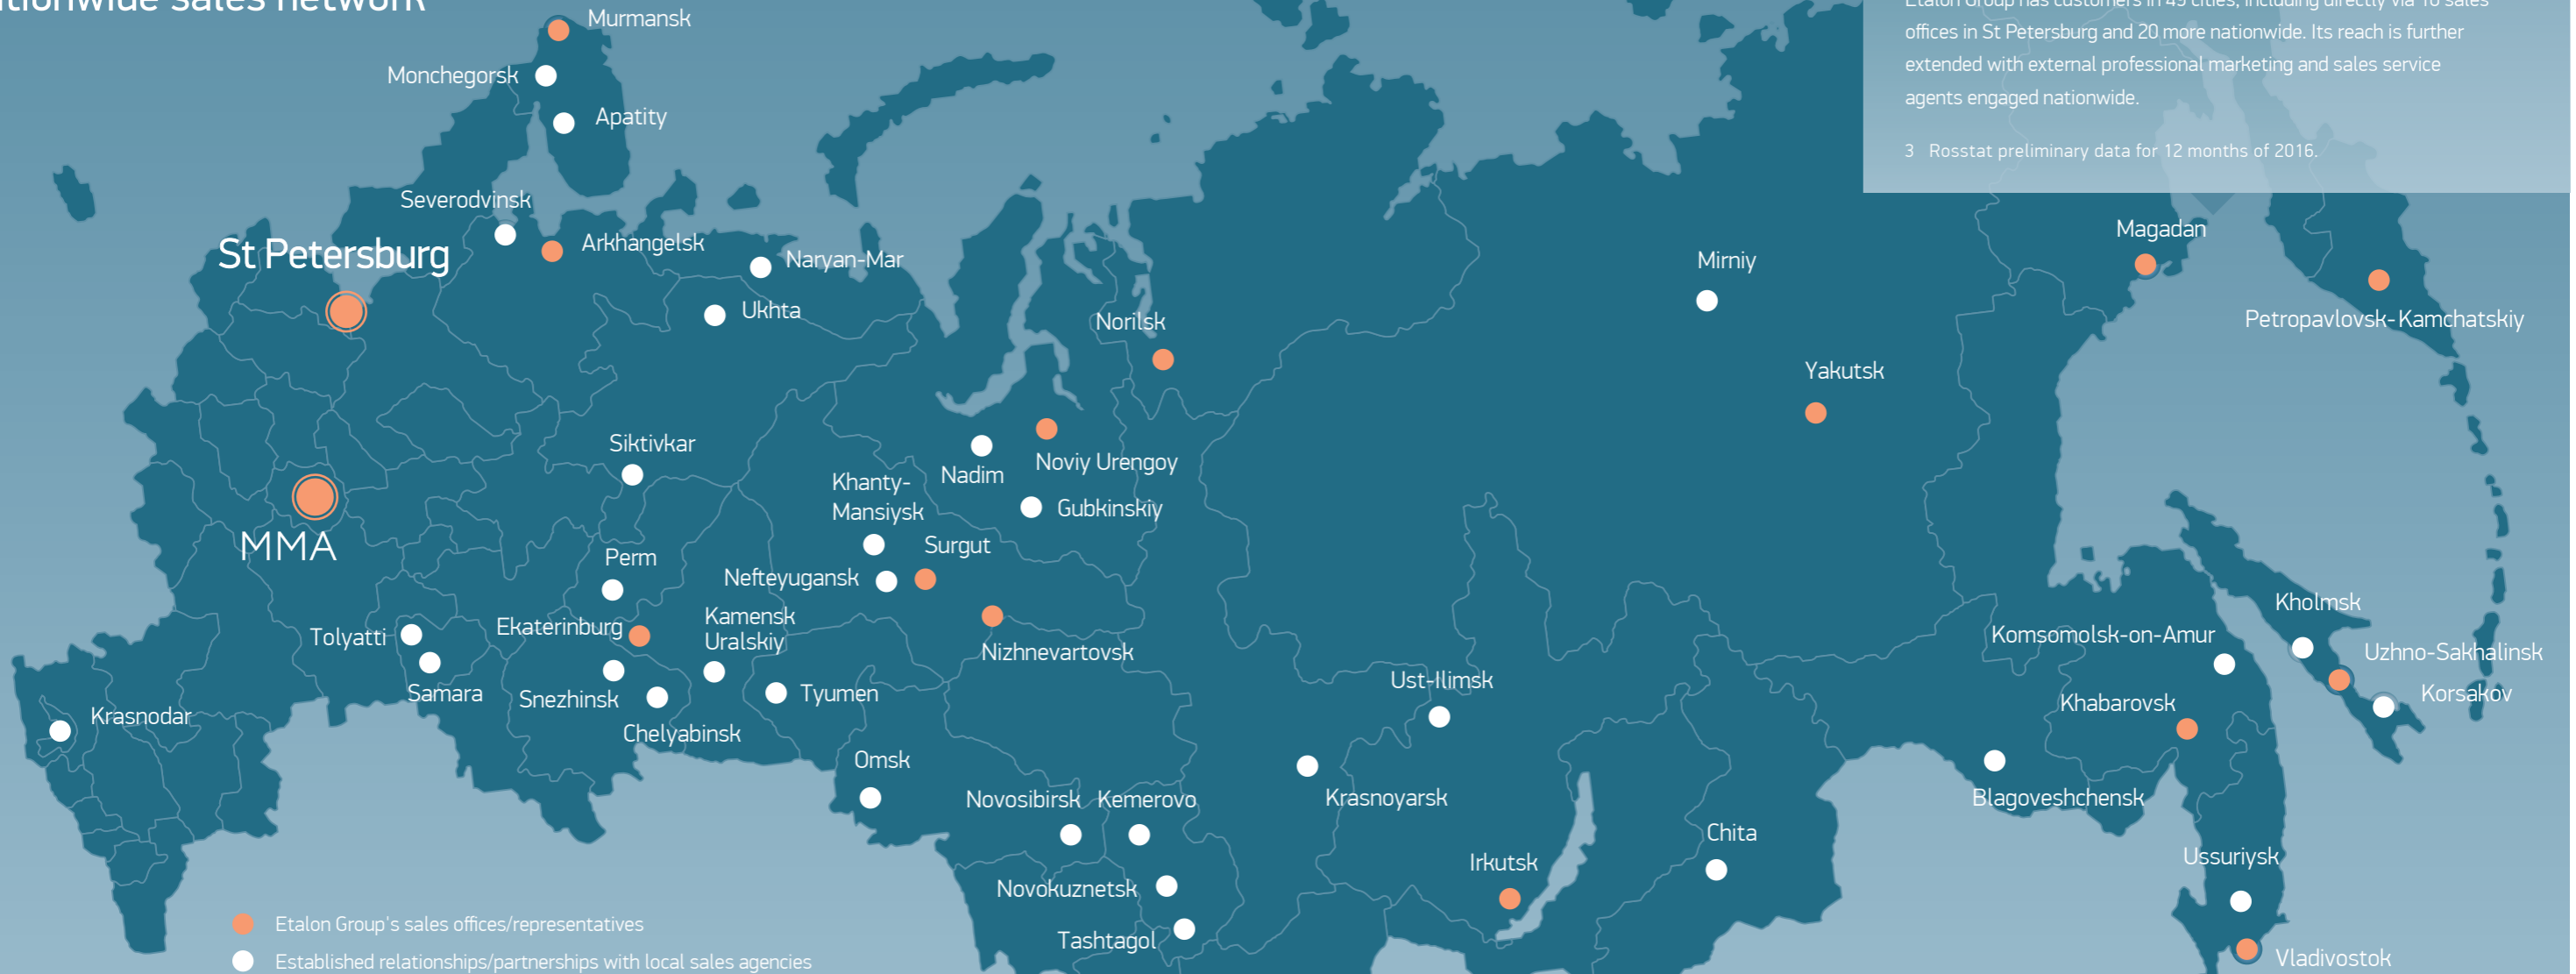 sales network
Etalon Group has customers in 45 cities, including directly via 16 sales
offices in St Petersburg and 20 more nationwide. Its reach is further
extended with external professional marketing and sales service
agents engaged nationwide.
3 Rosstat preliminary data for 12 months of 2016.
Murmansk
Monchegorsk
Apatity
Severodvinsk
St Petersburg
Arkhangelsk
Naryan-Mar
Ukhta
Magadan
Mirniy
Petropavlovsk-Kamchatskiy
Norilsk
Yakutsk
Siktivkar
Nadim
Noviy Urengoy
Khanty-
Mansiysk
Gubkinskiy
MMA
Perm
Surgut
Nefteyugansk
Kamensk
Uralskiy
Ekaterinburg
Tolyatti
Nizhnevartovsk
Kholmsk
Komsomolsk-on-Amur
Uzhno-Sakhalinsk
Korsakov
Samara
Snezhinsk
Tyumen
Ust-Ilimsk
Khabarovsk
Krasnodar
Chelyabinsk
Omsk
Novosibirsk
Kemerovo
Krasnoyarsk
Blagoveshchensk
Chita
Irkutsk
Ussuriysk
Novokuznetsk
Tashtagol
Vladivostok
Etalon Group's sales offices/representatives
Established relationships/partnerships with local sales agencies